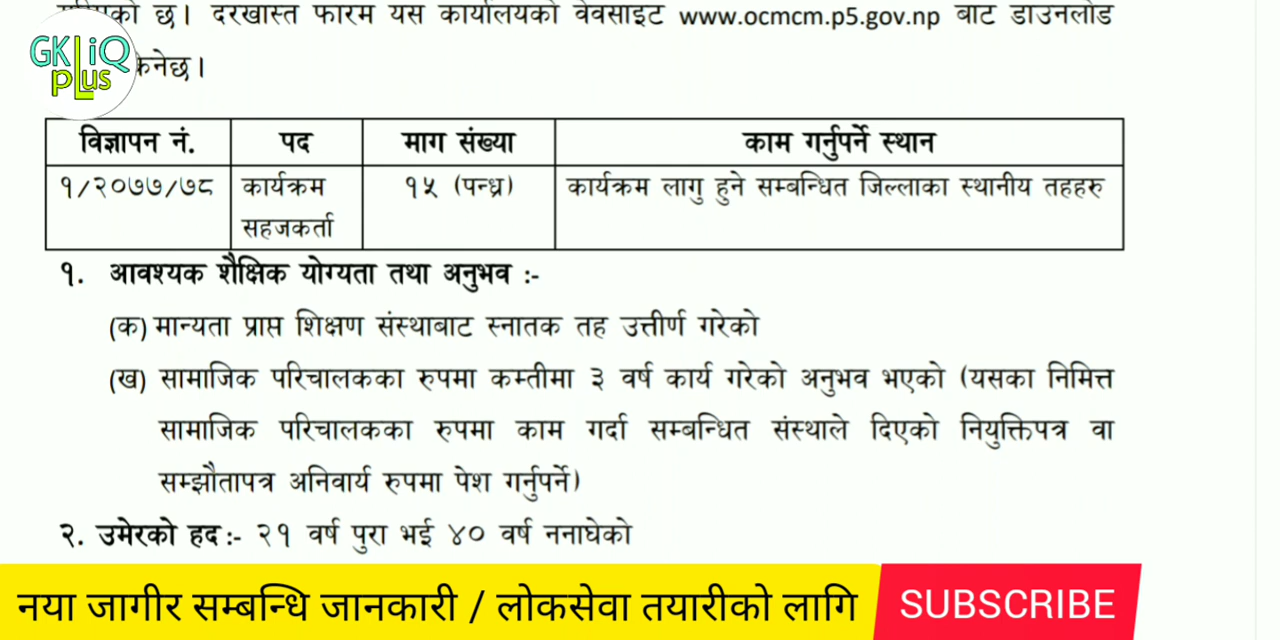 छ। दरखास्त फारम यस कार्यालयको वेवसाइट www.ocmcm.p5.gov.np बाट डाउनलोड
GK LiQ
plus
विज्ञापन नं. पद माग संख्या काम गर्नुपर्ने स्थान
१/२०७७/७८ कार्यक्रम सहजकर्ता १५ (पन्ध्र) कार्यक्रम लागु हुने सम्बन्धित जिल्लाका स्थानीय तहहरु
१. आवश्यक शैक्षिक योग्यता तथा अनुभव :-
(क) मान्यता प्राप्त शिक्षण संस्थाबाट स्नातक तह उत्तीर्ण गरेको
(ख) सामाजिक परिचालकका रुपमा कम्तीमा ३ वर्ष कार्य गरेको अनुभव भएको (यसका निमित्त
सामाजिक परिचालकका रुपमा काम गर्दा सम्बन्धित संस्थाले दिएको नियुक्तिपत्र वा
सम्झौतापत्र अनिवार्य रुपमा पेश गर्नुपर्ने)
२. उमेरको हद :- २१ वर्ष पुरा भई ४० वर्ष ननाघेको
नया जागीर सम्बन्धि जानकारी / लोकसेवा तयारीको लागि SUBSCRIBE